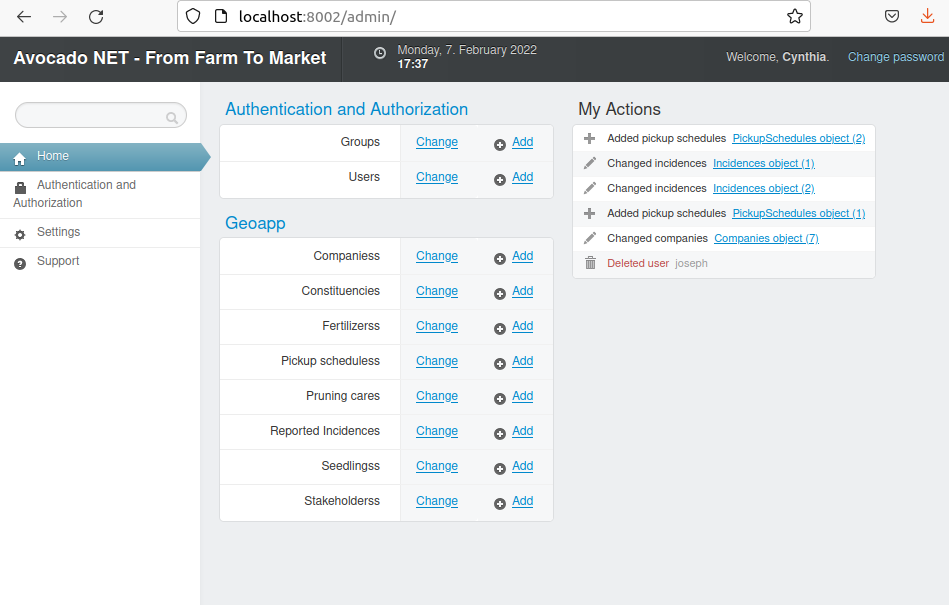 localhost:8002/admin/
Avocado NET - From Farm To Market
Monday, 7. February 2022
17:37
Welcome, Cynthia. Change password
Home
Authentication and
Authorization
Settings
Support
Authentication and Authorization
Groups Change Add
Users Change Add
Geoapp
Companiess Change Add
Constituencies Change Add
Fertilizerss Change Add
Pickup scheduless Change Add
Pruning cares Change Add
Reported Incidences Change Add
Seedlingss Change Add
Stakeholderss Change Add
My Actions
Added pickup schedules PickupSchedules object (2)
Changed incidences Incidences object (1)
Changed incidences Incidences object (2)
Added pickup schedules PickupSchedules object (1)
Changed companies Companies object (7)
Deleted user joseph